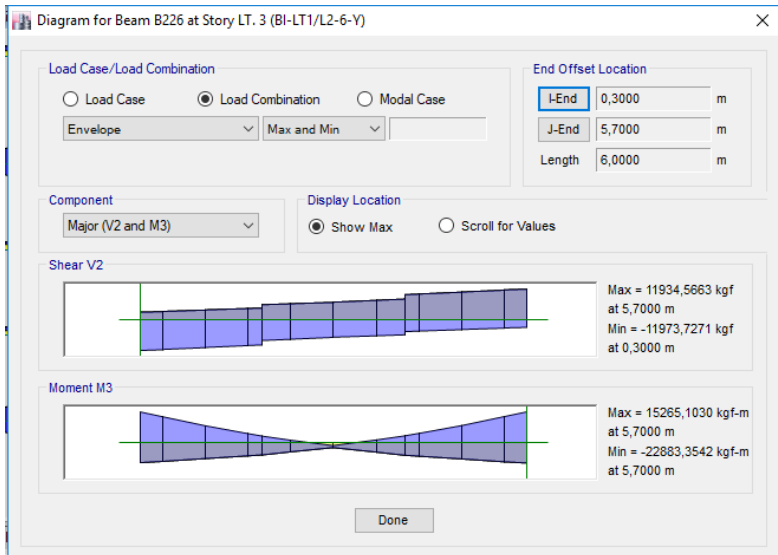 Diagram for Beam B226 at Story LT. 3 (BI-LT1/L2-6-Y)
Load Case/Load Combination
Load Case
Load Combination
Modal Case
Envelope
Max and Min
End Offset Location
I-End
0,3000
m
J-End
5,7000
m
Length
6,0000
m
Component
Major (V2 and M3)
Display Location
Show Max
Scroll for Values
Shear V2
Max = 11934,5663 kgf
at 5,7000 m
Min = -11973,7271 kgf
at 0,3000 m
Moment M3
Max = 15265,1030 kgf-m
at 5,7000 m
Min = -22883,3542 kgf-m
at 5,7000 m
Done